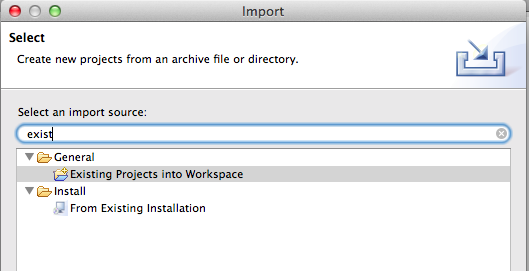 Import
Select
Create new projects from an archive file or directory.
Select an import source:
exist
General
Existing Projects into Workspace
Install
From Existing Installation